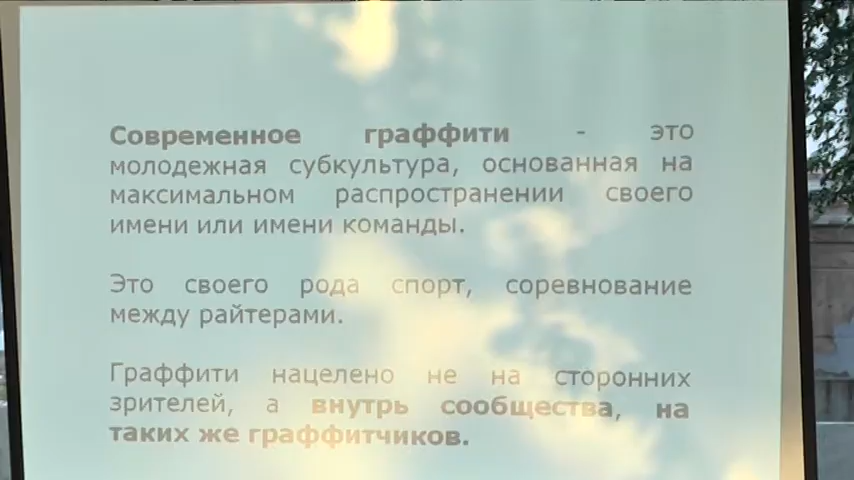 Современное граффити - это
молодежная субкультура, основанная на
максимальном распространении своего
имени или имени команды.
Это своего рода спорт, соревнование
между райтерами.
Граффити нацелено не на сторонних
зрителей, а внутрь сообщества, на
таких же граффитчиков.